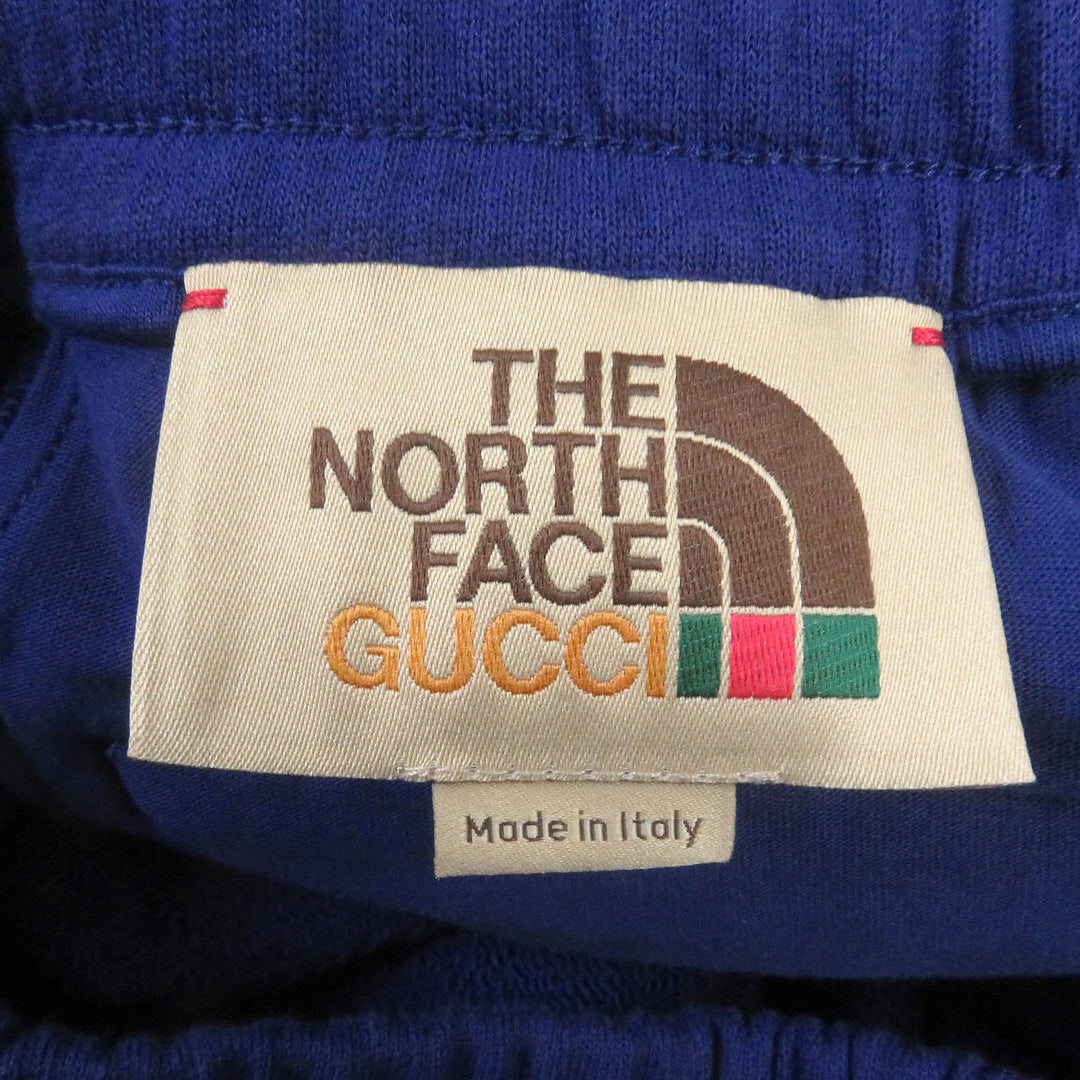 THE
NORTH
FACE
GUCCI
Made in Italy